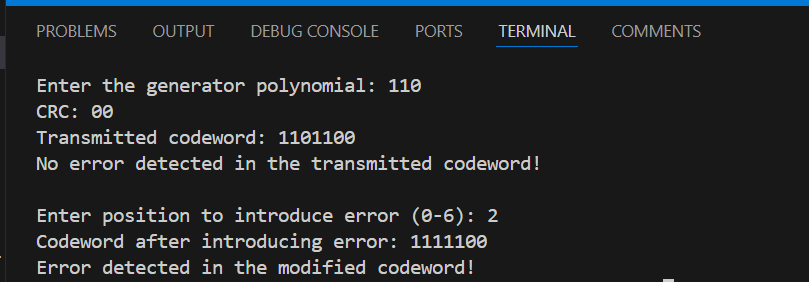 PROBLEMS OUTPUT DEBUG CONSOLE PORTS TERMINAL COMMENTS
Enter the generator polynomial: 110
CRC: 00
Transmitted codeword: 1101100
No error detected in the transmitted codeword!
Enter position to introduce error (0-6): 2
Codeword after introducing error: 1111100
Error detected in the modified codeword!